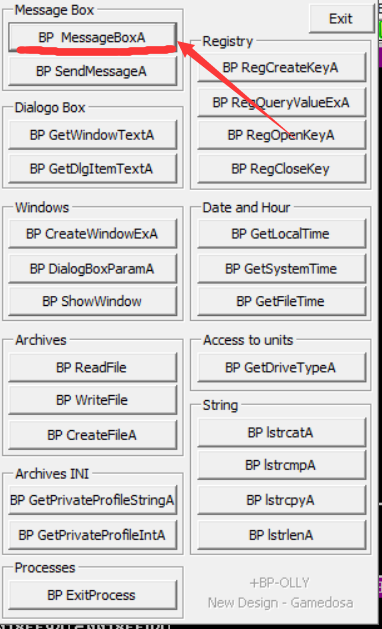 Message Box
BP MessageBoxA
BP SendMessageA
Dialogo Box
BP GetWindowTextA
BP GetDlgItemTextA
Windows
BP CreateWindowExA
BP DialogBoxParamA
BP ShowWindow
Archives
BP ReadFile
BP WriteFile
BP CreateFileA
Archives INI
BP GetPrivateProfileStringA
BP GetPrivateProfileIntA
Processes
BP ExitProcess
Exit
Registry
BP RegCreateKeyA
BP RegQueryValueExA
BP RegOpenKeyA
BP RegCloseKey
Date and Hour
BP GetLocalTime
BP GetSystemTime
BP GetFileTime
Access to units
BP GetDriveTypeA
String
BP lstrcatA
BP lstrcmpA
BP lstrcpyA
BP lstrlenA
+BP-OLLY
New Design - Gamedosa